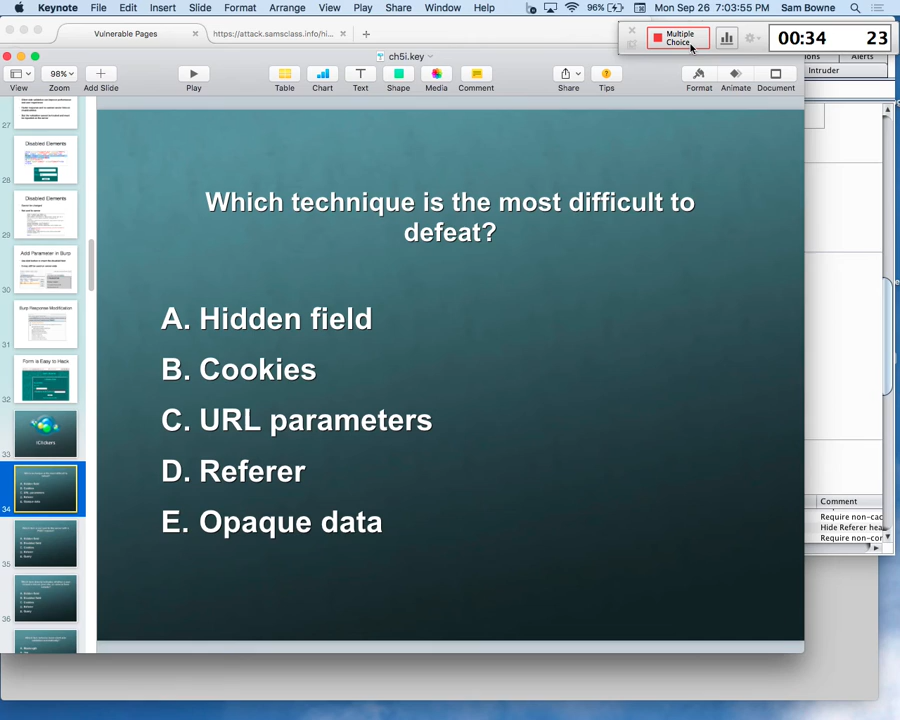 Keynote File Edit Insert Slide Format Arrange View Play Share Window Help 96% Mon Sep 26 7:03:55 PM Sam Bowne
Vulnerable Pages × https://attack.samsclass.info/hi × +
Multiple Choice 00:34 23
ch5i.key
Alerts
Intruder
98%
View Zoom Add Slide Play Table Chart Text Shape Media Comment Share Tips Format Animate Document
27
Disabled Elements
28
Disabled Elements
29
Add Parameter in Burp
30
Burp Response Modification
31
Form is Easy to Hack
32
iClickers
33
34
35
36
Which technique is the most difficult to
defeat?
A. Hidden field
B. Cookies
C. URL parameters
D. Referer
E. Opaque data
Comment
Require non-cac
Hide Referer hea
Require non-cor